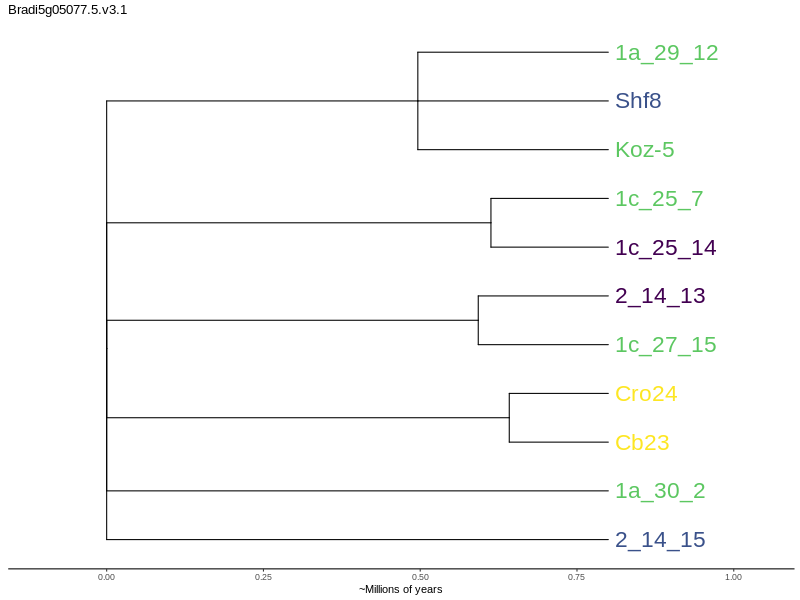 Bradi5g05077.5.v3.1
1a_29_12
Shf8
Koz-5
1c_25_7
1c_25_14
2_14_13
1c_27_15
Cro24
Cb23
1a_30_2
2_14_15
0.00 0.25 0.50 0.75 1.00
~Millions of years